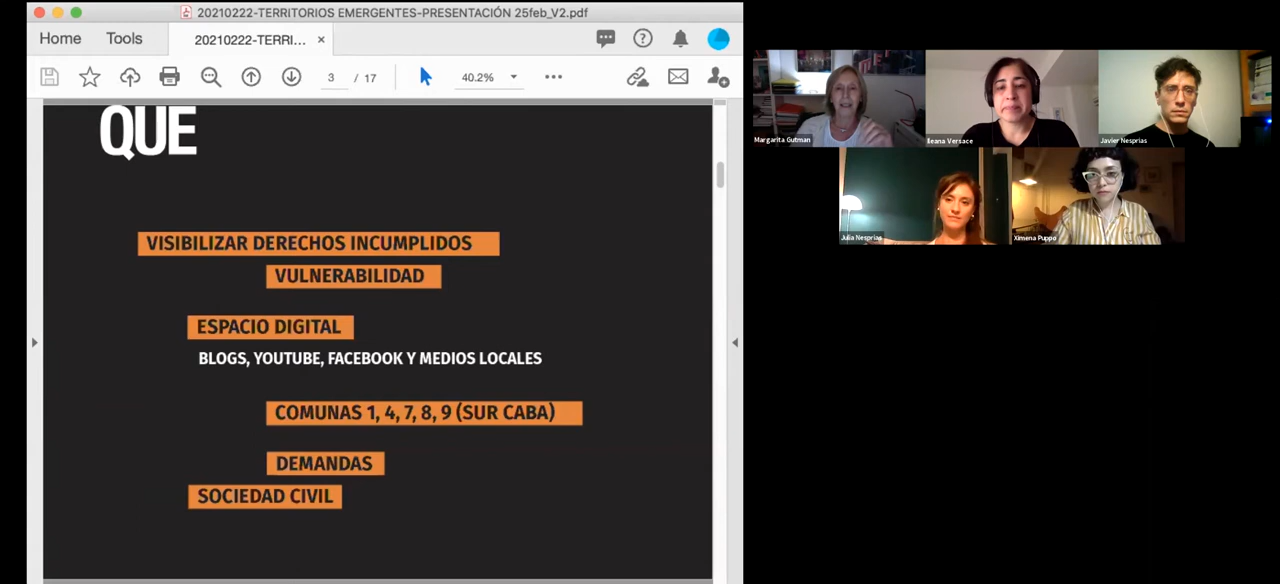 20210222-TERRITORIOS EMERGENTES-PRESENTACIÓN 25feb_V2.pdf
Home Tools 20210222-TERRI... ×
3 / 17 40.2%
QUE
VISIBILIZAR DERECHOS INCUMPLIDOS
VULNERABILIDAD
ESPACIO DIGITAL
BLOGS, YOUTUBE, FACEBOOK Y MEDIOS LOCALES
COMUNAS 1, 4, 7, 8, 9 (SUR CABA)
DEMANDAS
SOCIEDAD CIVIL
Margarita Gutman
Ileana Versace
Javier Nesprias
Julia Nesprias
Ximena Puppo